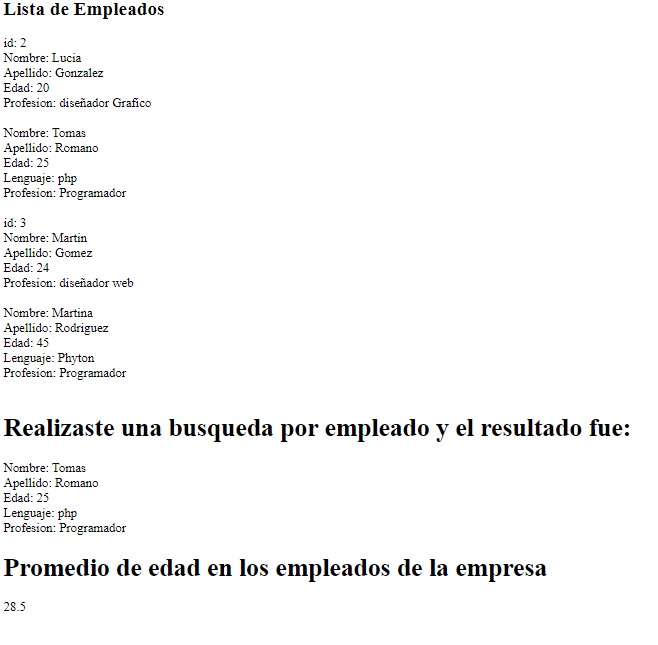 Lista de Empleados
id: 2
Nombre: Lucia
Apellido: Gonzalez
Edad: 20
Profesion: diseñador Grafico
Nombre: Tomas
Apellido: Romano
Edad: 25
Lenguaje: php
Profesion: Programador
id: 3
Nombre: Martin
Apellido: Gomez
Edad: 24
Profesion: diseñador web
Nombre: Martina
Apellido: Rodriguez
Edad: 45
Lenguaje: Phyton
Profesion: Programador
Realizaste una busqueda por empleado y el resultado fue:
Nombre: Tomas
Apellido: Romano
Edad: 25
Lenguaje: php
Profesion: Programador
Promedio de edad en los empleados de la empresa
28.5